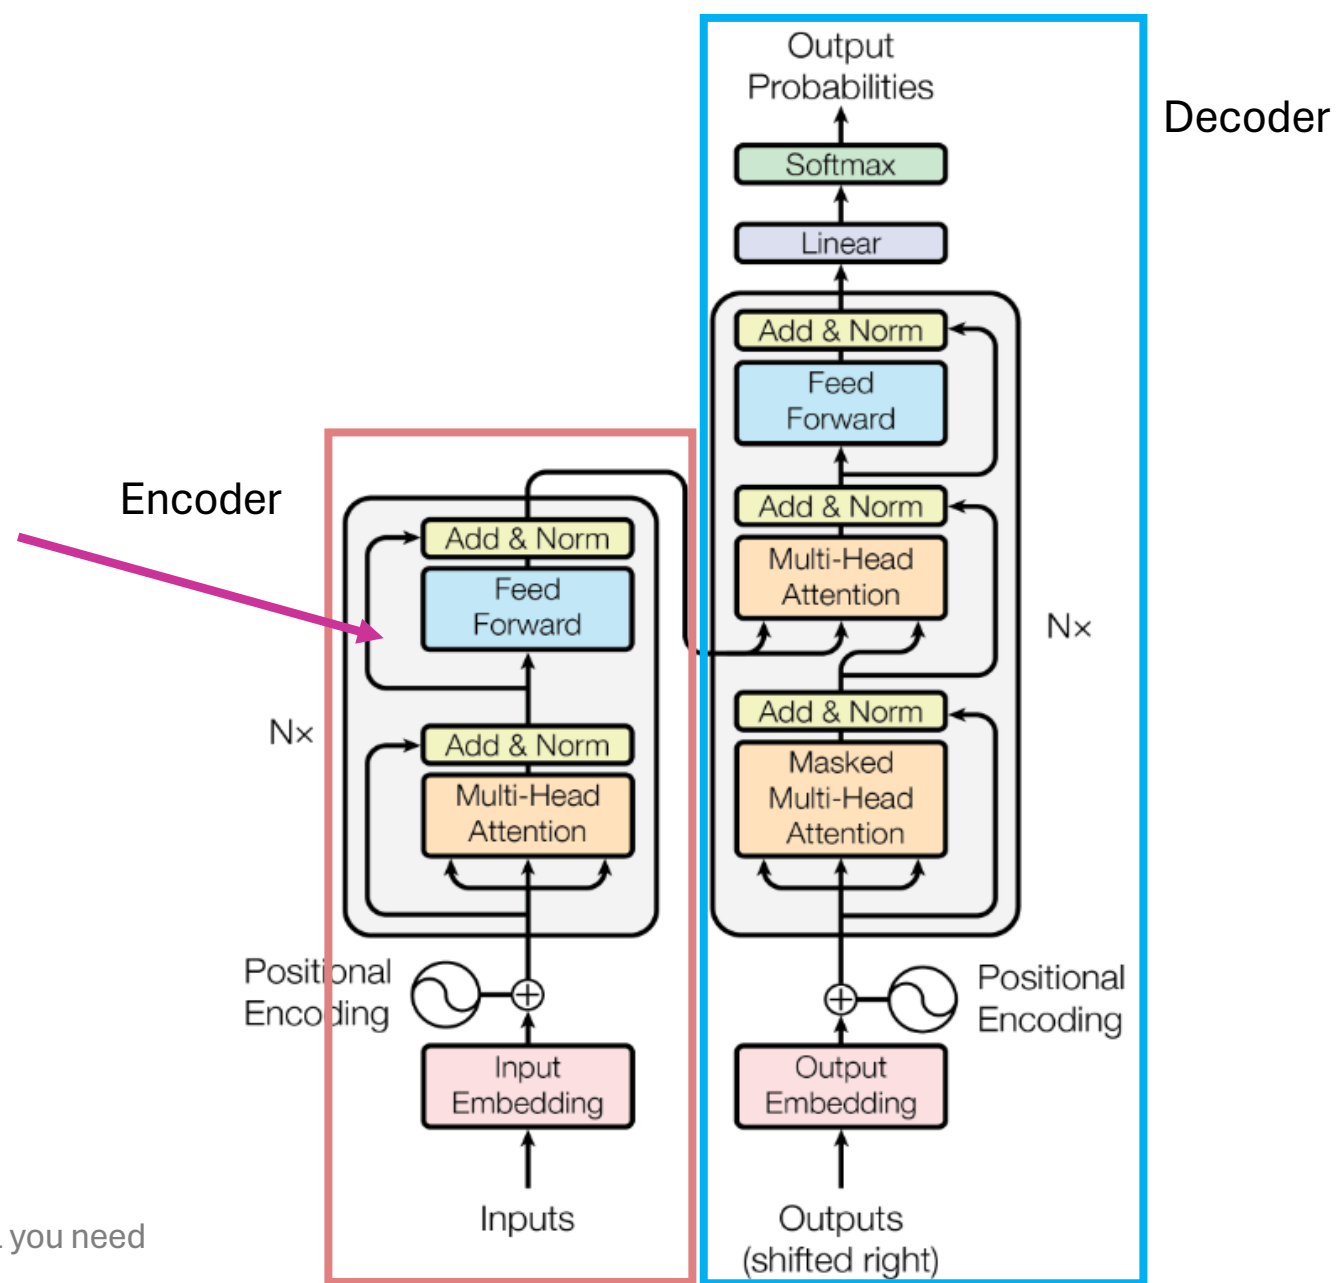 Output
Probabilities
Decoder
Softmax
Linear
Add & Norm
Feed
Forward
Add & Norm
Multi-Head
Attention
N×
Add & Norm
Masked
Multi-Head
Attention
Positional
Encoding
Output
Embedding
Outputs
(shifted right)
Encoder
Add & Norm
Feed
Forward
N×
Add & Norm
Multi-Head
Attention
Positional
Encoding
Input
Embedding
Inputs
you need